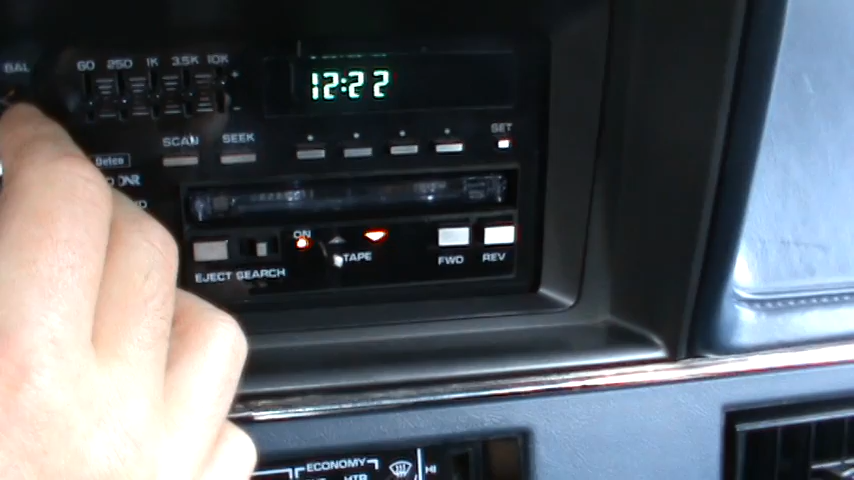 BAL
60 250 1K 3.5K 10K
+
-
12:22
SCAN SEEK
SET
Delco
DNR
ON
TAPE
EJECT SEARCH
FWD REV
ECONOMY
HTR
HI